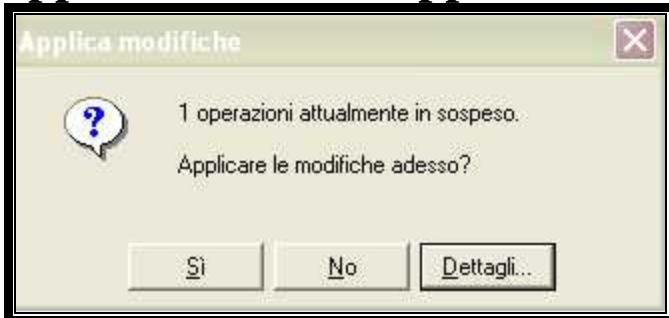 Applica modifiche
1 operazioni attualmente in sospeso.
Applicare le modifiche adesso?
Sì
No
Dettagli...